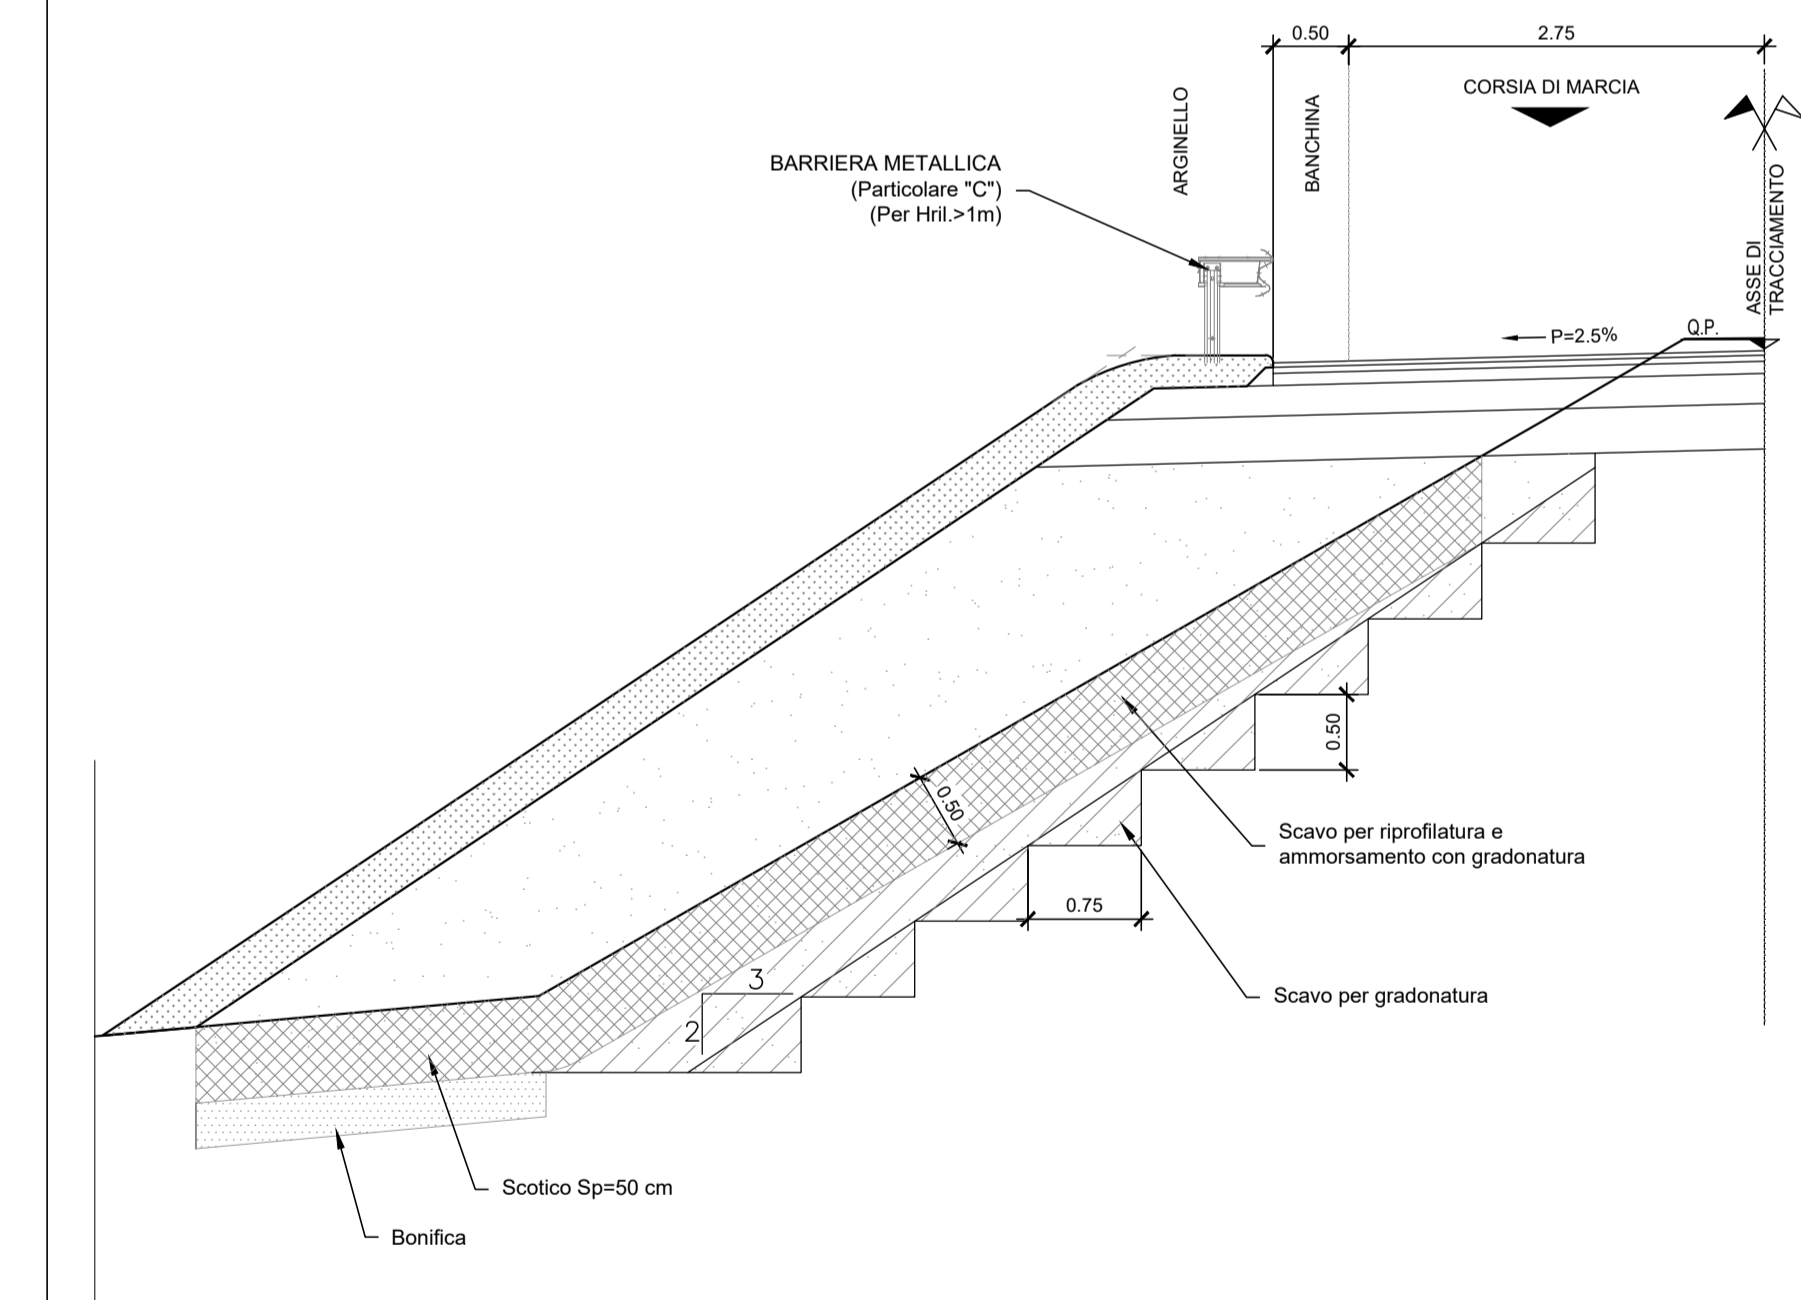 0.50
2.75
CORSIA DI MARCIA
ARGINELLO
BANCHINA
BARRIERA METALLICA
(Particolare "C")
(Per Hril.>1m)
ASSE DI
TRACCIAMENTO
P=2.5%
Q.P.
0.50
0.50
Scavo per riprofilatura e
ammorsamento con gradonatura
0.75
3
2
Scavo per gradonatura
Scotico Sp=50 cm
Bonifica